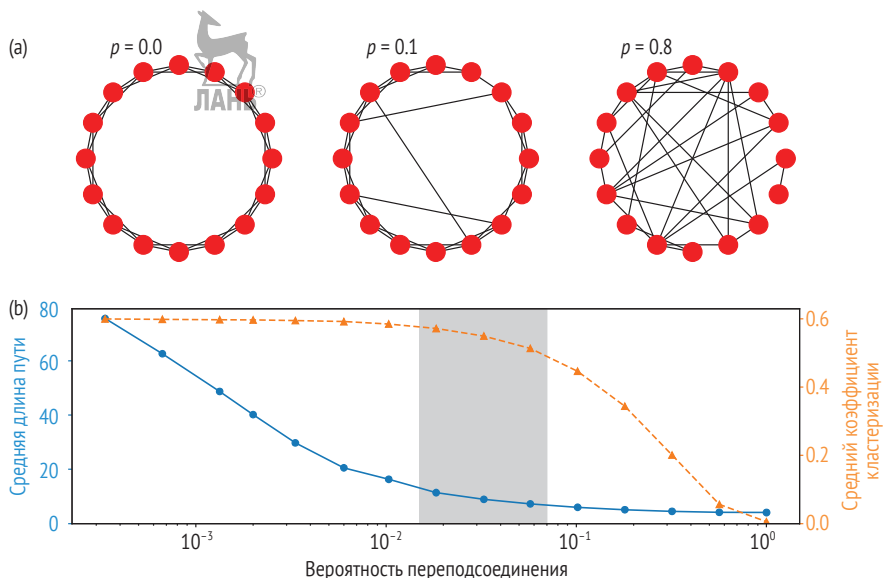 (a)
p = 0.0
p = 0.1
p = 0.8
ЛАНЬ®
(b)
Средняя длина пути
80
60
40
20
0
0.6
0.4
0.2
0.0
Средний коэффициент
кластеризации
10⁻³
10⁻²
10⁻¹
10⁰
Вероятность переподсоединения